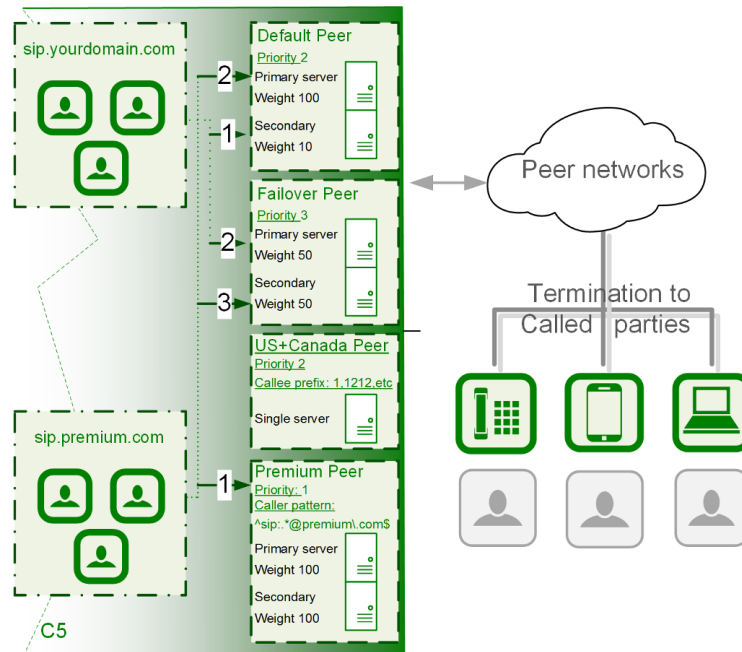 sip.yourdomain.com
Default Peer
Priority 2
Primary server
Weight 100
Secondary
Weight 10
2
1
Failover Peer
Priority 3
Primary server
Weight 50
Secondary
Weight 50
2
3
US+Canada Peer
Priority 2
Callee prefix: 1,1212,etc
Single server
sip.premium.com
Premium Peer
Priority: 1
Caller pattern:
^sip:.*@premium\.com$
Primary server
Weight 100
Secondary
Weight 100
1
C5
Peer networks
Termination to
Called parties